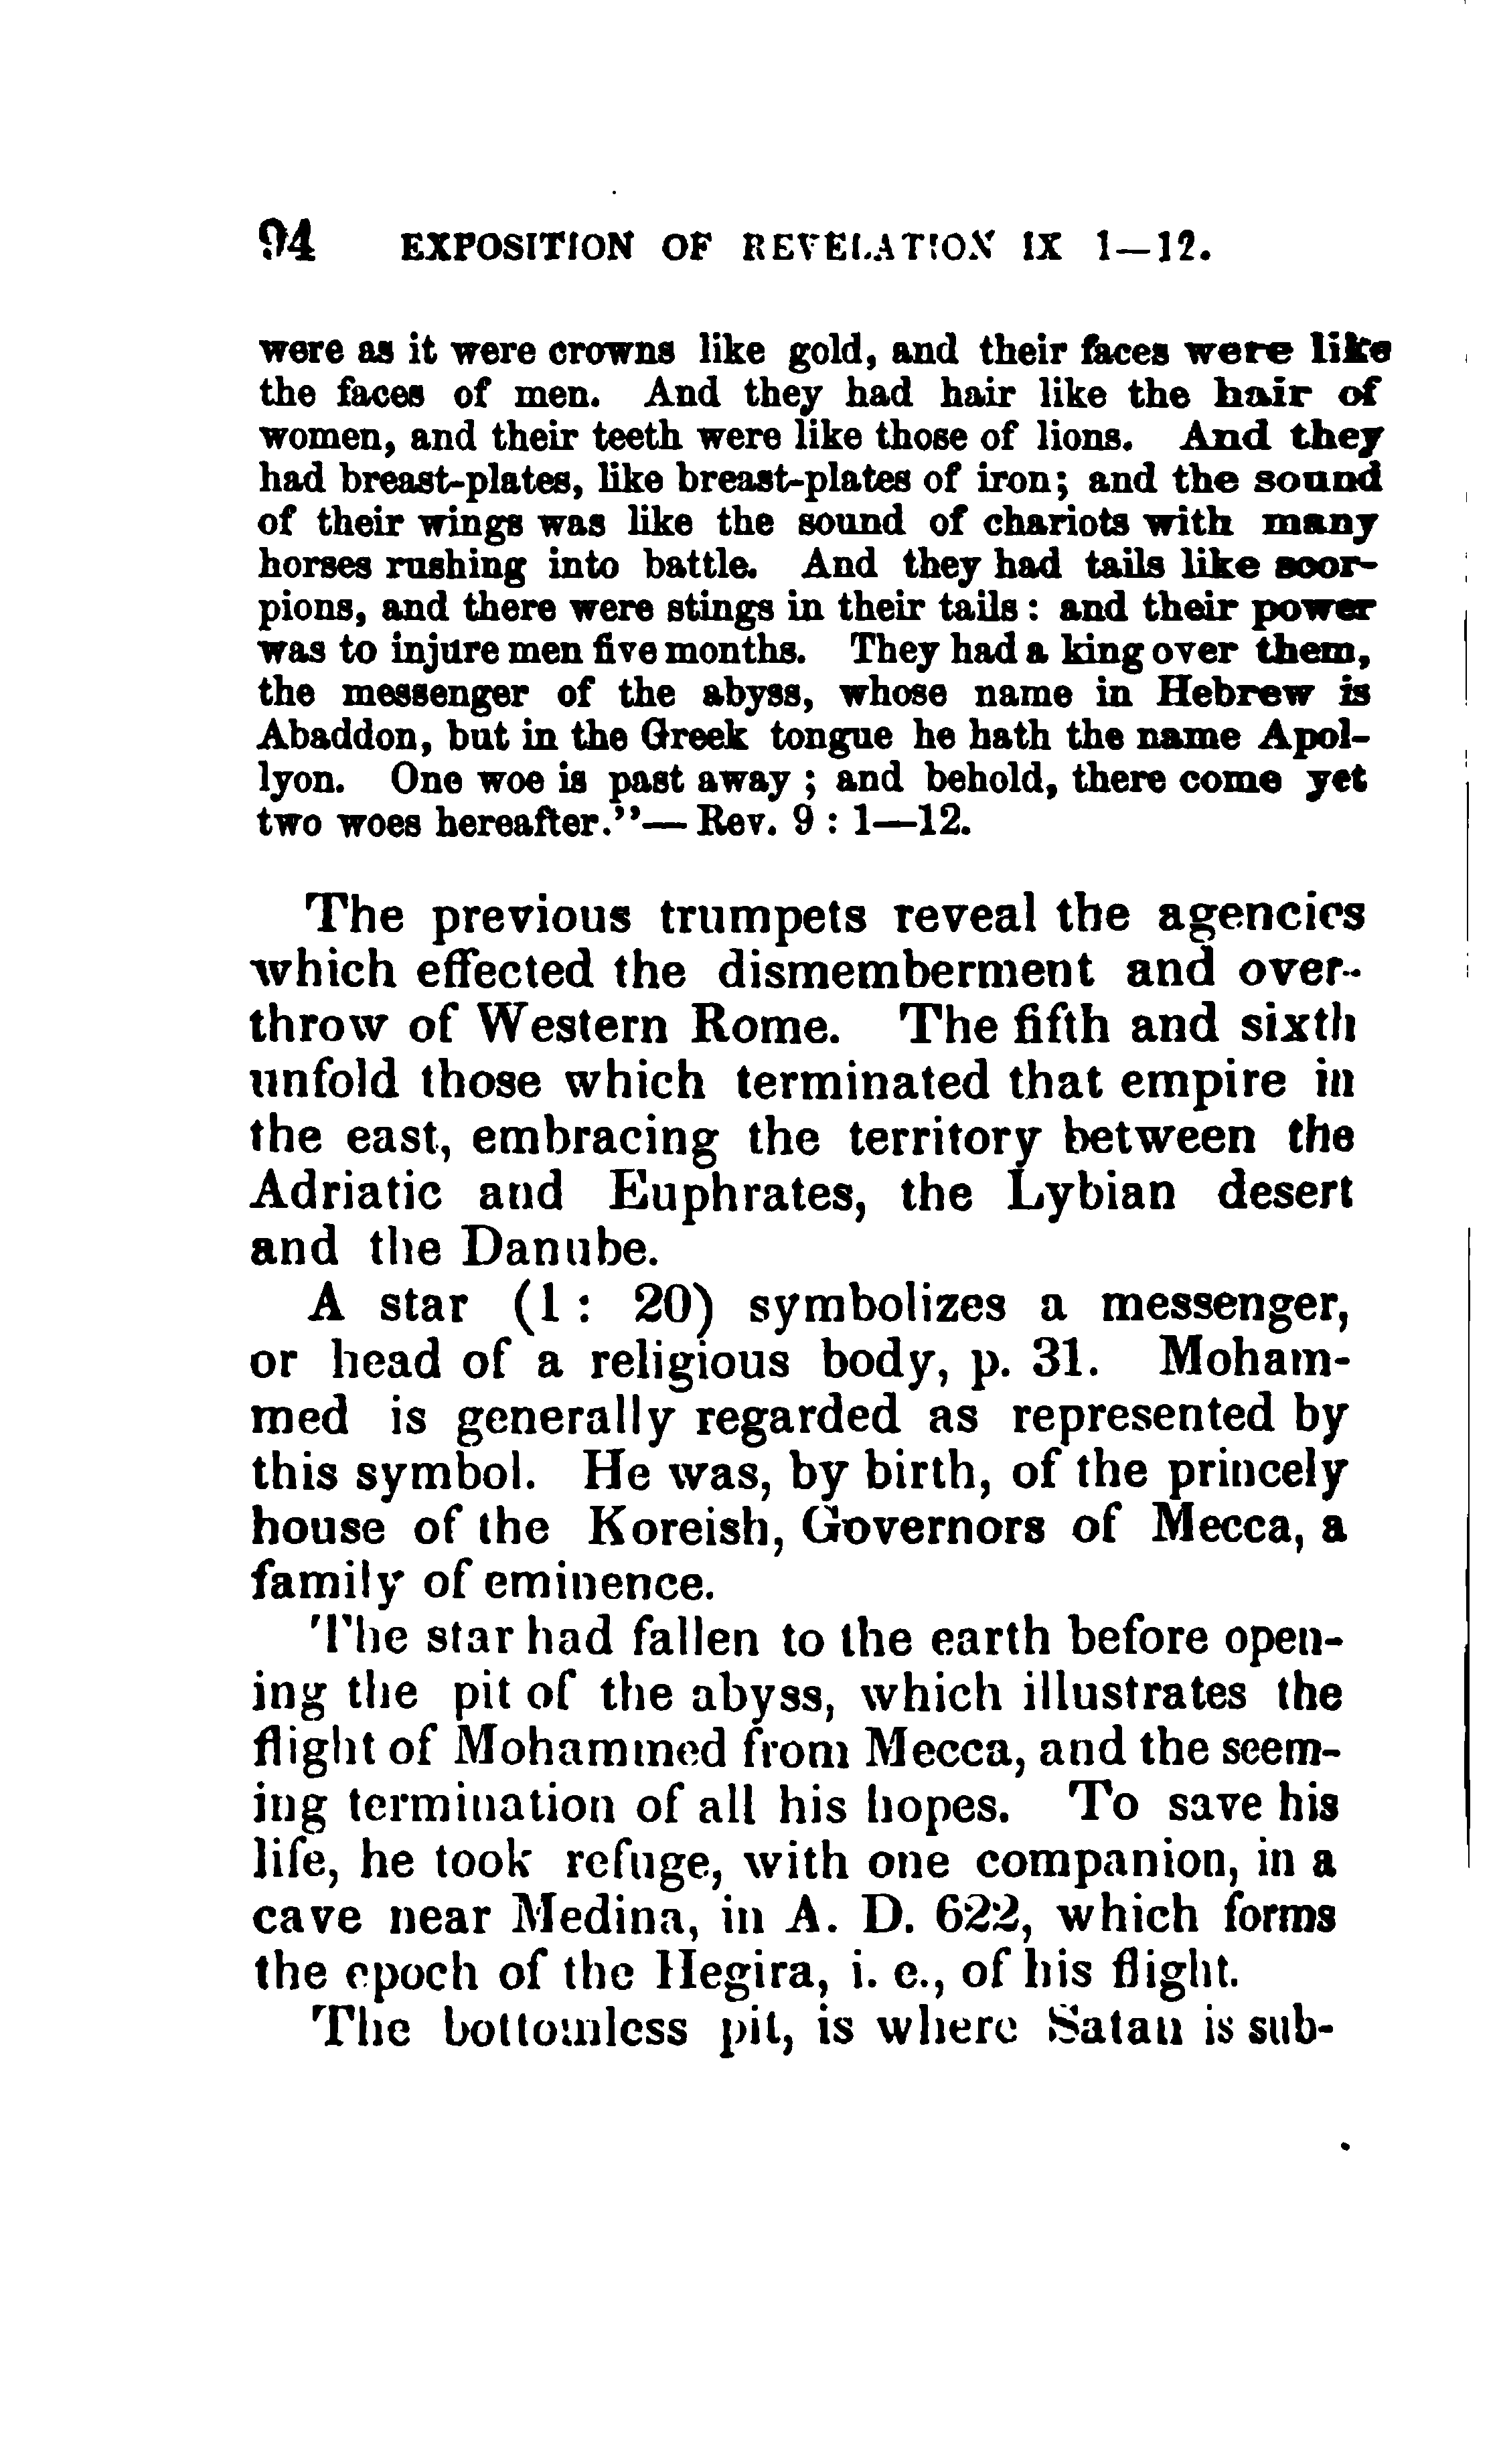 94 EXPOSITION OF REVELATION IX 1—12.
were as it were crowns like gold, and their faces were like
the faces of men. And they had hair like the hair of
women, and their teeth were like those of lions. And they
had breast-plates, like breast-plates of iron; and the sound
of their wings was like the sound of chariots with many
horses rushing into battle. And they had tails like scor-
pions, and there were stings in their tails: and their power
was to injure men five months. They had a king over them,
the messenger of the abyss, whose name in Hebrew is
Abaddon, but in the Greek tongue he hath the name Apol-
lyon. One woe is past away; and behold, there come yet
two woes hereafter."—Rev. 9 : 1—12.
The previous trumpets reveal the agencies
which effected the dismemberment and over-
throw of Western Rome. The fifth and sixth
unfold those which terminated that empire in
the east, embracing the territory between the
Adriatic and Euphrates, the Lybian desert
and the Danube.
A star (1 : 20) symbolizes a messenger,
or head of a religious body, p. 31. Moham-
med is generally regarded as represented by
this symbol. He was, by birth, of the princely
house of the Koreish, Governors of Mecca, a
family of eminence.
The star had fallen to the earth before open-
ing the pit of the abyss, which illustrates the
flight of Mohammed from Mecca, and the seem-
ing termination of all his hopes. To save his
life, he took refuge, with one companion, in a
cave near Medina, in A. D. 622, which forms
the epoch of the Hegira, i. e., of his flight.
The bottomless pit, is where Satan is sub-